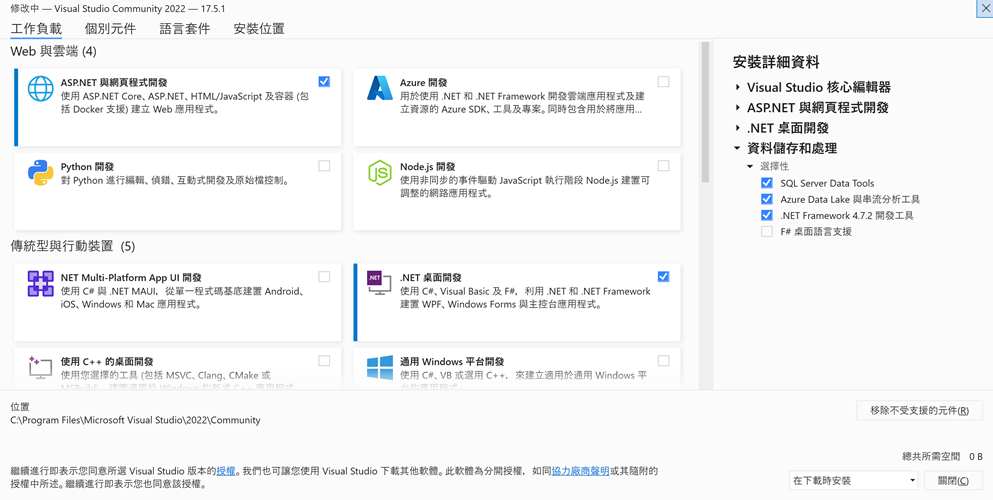 修改中 — Visual Studio Community 2022 — 17.5.1
工作負載 個別元件 語言套件 安裝位置
Web 與雲端 (4)
ASP.NET 與網頁程式開發
使用 ASP.NET Core、ASP.NET、HTML/JavaScript 及容器 (包
括 Docker 支援) 建立 Web 應用程式。
Azure 開發
用於使用 .NET 和 .NET Framework 開發雲端應用程式及建
立資源的 Azure SDK、工具及專案。同時包含用於將應用...
Python 開發
對 Python 進行編輯、偵錯、互動式開發及原始檔控制。
Node.js 開發
使用非同步的事件驅動 JavaScript 執行階段 Node.js 建置可
調整的網路應用程式。
傳統型與行動裝置 (5)
NET Multi-Platform App UI 開發
使用 C# 與 .NET MAUI，從單一程式碼基底建置 Android、
iOS、Windows 和 Mac 應用程式。
.NET
.NET 桌面開發
使用 C#、Visual Basic 及 F#，利用 .NET 和 .NET Framework
建置 WPF、Windows Forms 與主控台應用程式。
使用 C++ 的桌面開發
使用您選擇的工具 (包括 MSVC、Clang、CMake 或
MSBuild)，建置適用於 Windows 的新式 C++ 應用程式
通用 Windows 平台開發
使用 C#、VB 或選用 C++，來建立適用於通用 Windows 平
台的應用程式
安裝詳細資料
Visual Studio 核心編輯器
ASP.NET 與網頁程式開發
.NET 桌面開發
資料儲存和處理
選擇性
SQL Server Data Tools
Azure Data Lake 與串流分析工具
.NET Framework 4.7.2 開發工具
F# 桌面語言支援
位置
C:\Program Files\Microsoft Visual Studio\2022\Community
移除不受支援的元件(R)
總共所需空間 0 B
繼續進行即表示您同意所選 Visual Studio 版本的授權。我們也可讓您使用 Visual Studio 下載其他軟體。此軟體為分開授權，如同協力廠商聲明或其隨附的
授權中所述。繼續進行即表示您也同意該授權。
在下載時安裝
關閉(C)